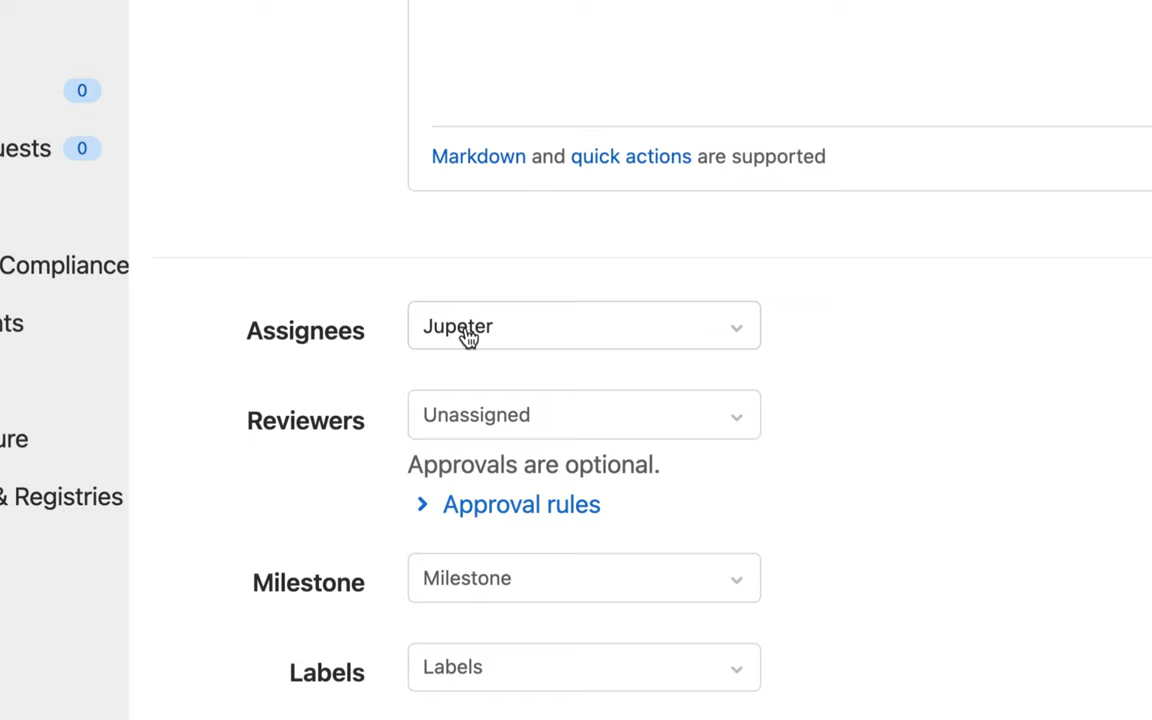 0
uests 0
Markdown and quick actions are supported
Compliance
nts
Assignees Jupeter
Reviewers Unassigned
ure
Approvals are optional.
& Registries
Approval rules
Milestone Milestone
Labels Labels